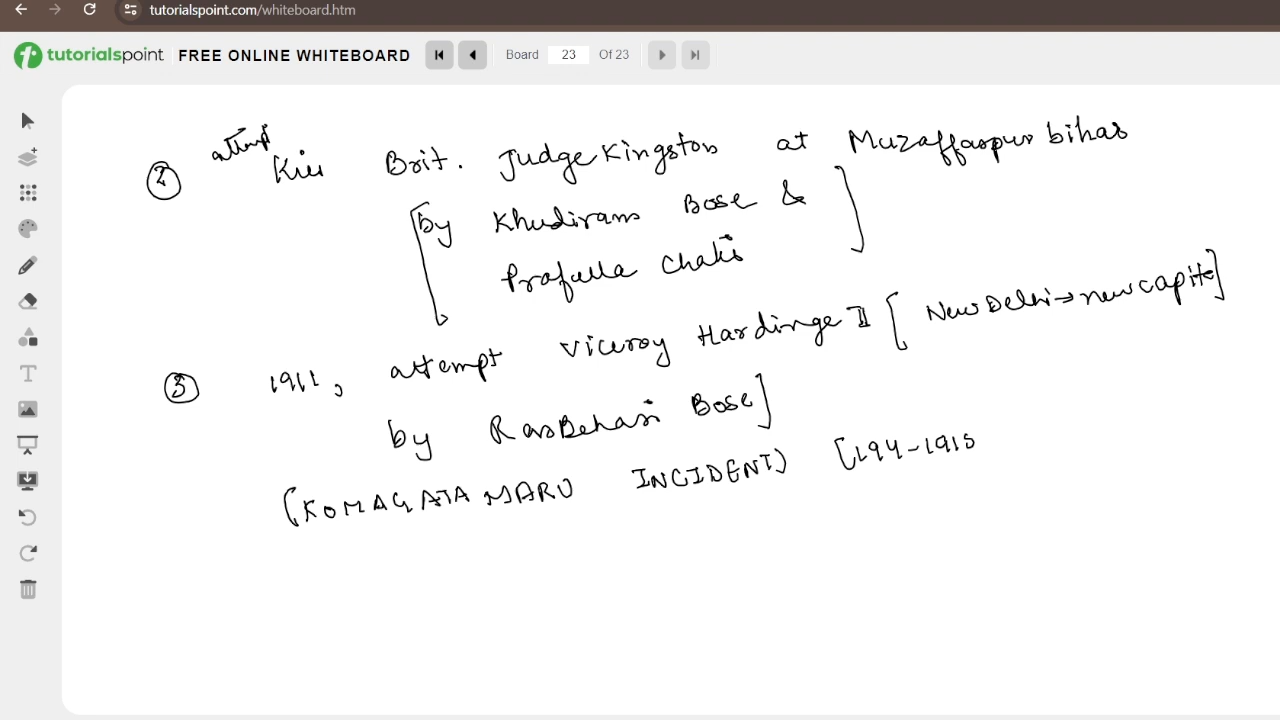 tutorialspoint.com/whiteboard.htm
tutorialspoint FREE ONLINE WHITEBOARD Board 23 Of 23
② attempt Kill Brit. Judge Kingston at Muzaffarpur bihar
[by Khudiram Bose &
Prafulla Chaki]
③ 1911, attempt Viceroy Hardinge II [New Delhi → new capital]
by RasBehari Bose]
(KOMAGATA MARU INCIDENT) [1914-1915